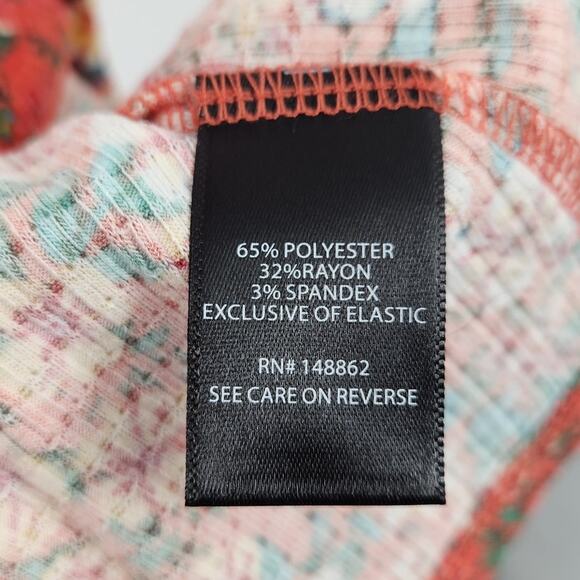 65% POLYESTER
32%RAYON
3% SPANDEX
EXCLUSIVE OF ELASTIC
RN# 148862
SEE CARE ON REVERSE